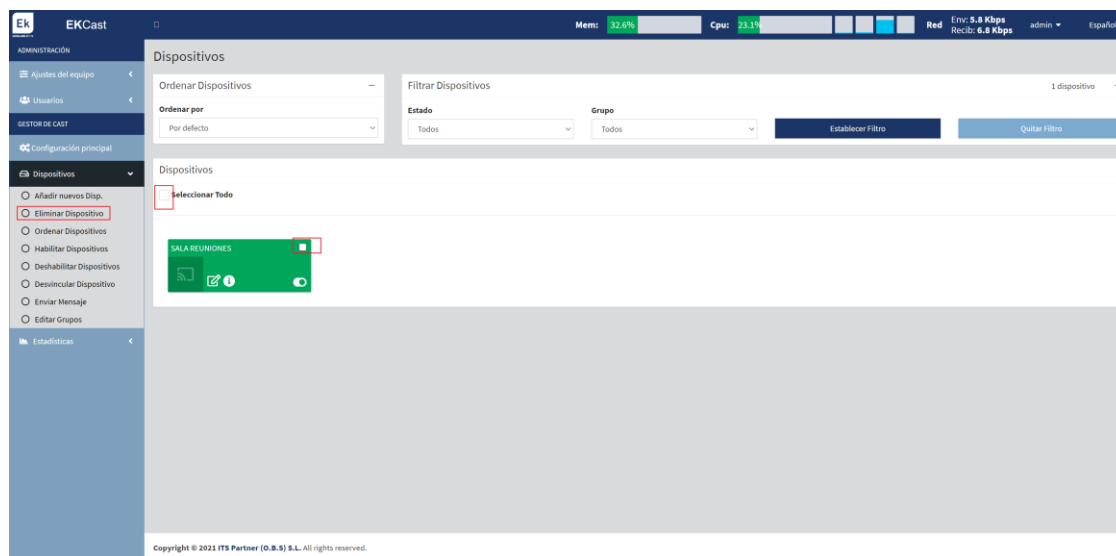 Ek EKCast Mem: 32.6% Cpu: 23.1% Red Env: 5.8 Kbps Recib: 6.8 Kbps admin Español
ADMINISTRACIÓN
Ajustes del equipo
Usuarios
GESTOR DE CAST
Configuración principal
Dispositivos
Añadir nuevos Disp.
Eliminar Dispositivo
Ordenar Dispositivos
Habilitar Dispositivos
Deshabilitar Dispositivos
Desvincular Dispositivo
Enviar Mensaje
Editar Grupos
Estadísticas
Dispositivos
Ordenar Dispositivos
Ordenar por
Por defecto
Filtrar Dispositivos 1 dispositivo
Estado Grupo
Todos Todos Establecer Filtro Quitar Filtro
Dispositivos
Seleccionar Todo
SALA REUNIONES
Copyright © 2021 ITS Partner (O.B.S) S.L. All rights reserved.